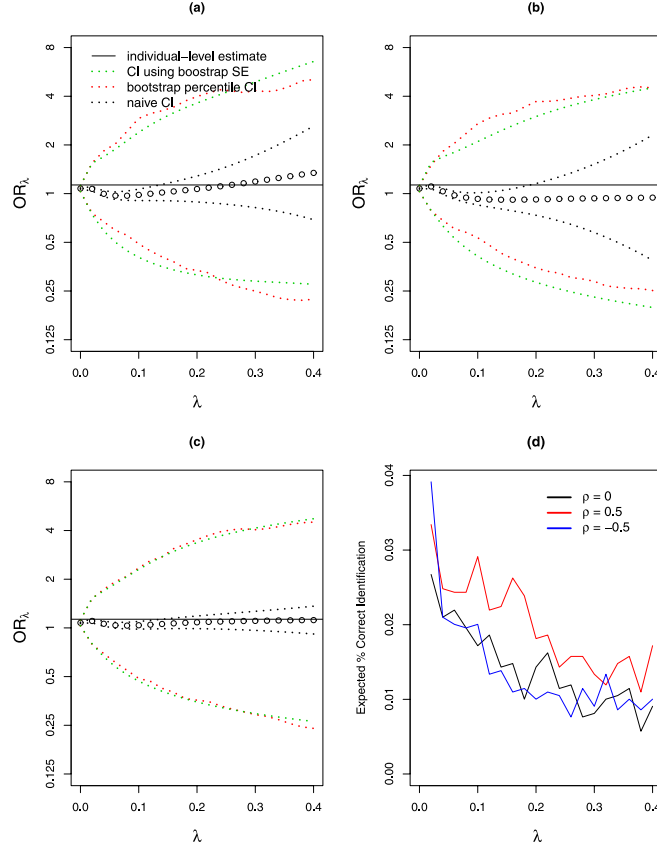 (a)
8
4
2
1
0.5
0.25
0.125
OR_λ
individual−level estimate
CI using boostrap SE
bootstrap percentile CI
naive CI
0.0 0.1 0.2 0.3 0.4
λ
(b)
8
4
2
1
0.5
0.25
0.125
OR_λ
0.0 0.1 0.2 0.3 0.4
λ
(c)
8
4
2
1
0.5
0.25
0.125
OR_λ
0.0 0.1 0.2 0.3 0.4
λ
(d)
0.04
0.03
0.02
0.01
0.00
Expected % Correct Identification
ρ = 0
ρ = 0.5
ρ = −0.5
0.0 0.1 0.2 0.3 0.4
λ